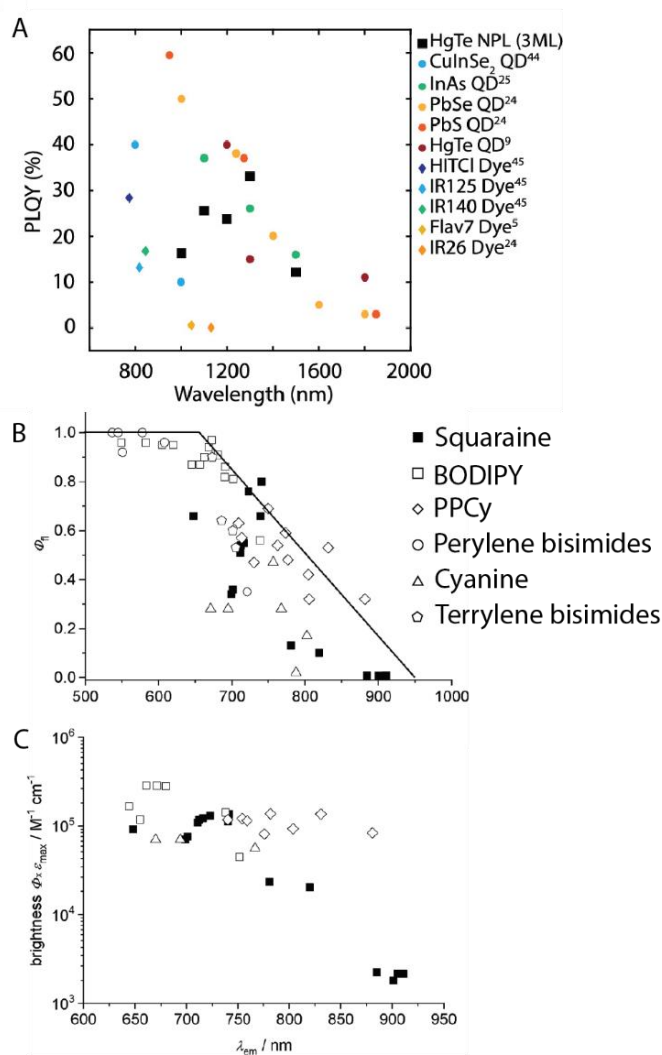 A
PLQY (%)
60
50
40
30
20
10
0
800
1200
1600
2000
Wavelength (nm)
HgTe NPL (3ML)
CuInSe₂ QD⁴⁴
InAs QD²⁵
PbSe QD²⁴
PbS QD²⁴
HgTe QD⁹
HITCI Dye⁴⁵
IR125 Dye⁴⁵
IR140 Dye⁴⁵
Flav7 Dye⁵
IR26 Dye²⁴
B
Φfl
1.0
0.8
0.6
0.4
0.2
0.0
500
600
700
800
900
1000
Squaraine
BODIPY
PPCy
Perylene bisimides
Cyanine
Terrylene bisimides
C
brightness Φ x εmax / M⁻¹ cm⁻¹
10⁶
10⁵
10⁴
10³
600
650
700
750
800
850
900
950
λem / nm